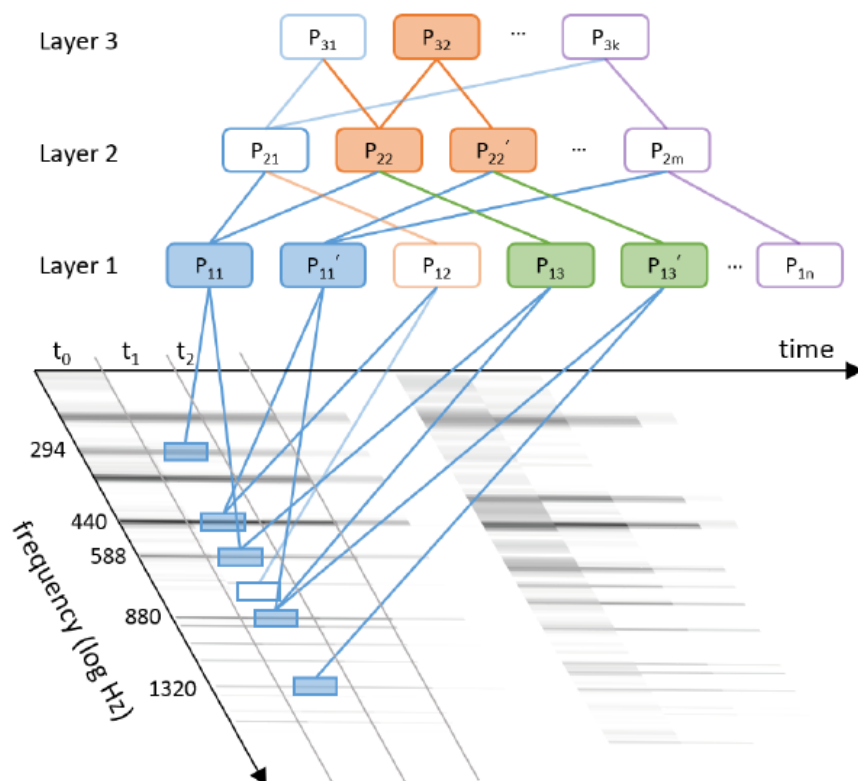 Layer 3 P₃₁ P₃₂ ... P₃ₖ
Layer 2 P₂₁ P₂₂ P₂₂′ ... P₂ₘ
Layer 1 P₁₁ P₁₁′ P₁₂ P₁₃ P₁₃′ ... P₁ₙ
t₀ t₁ t₂ time
294
440
588
880
1320
frequency (log Hz)